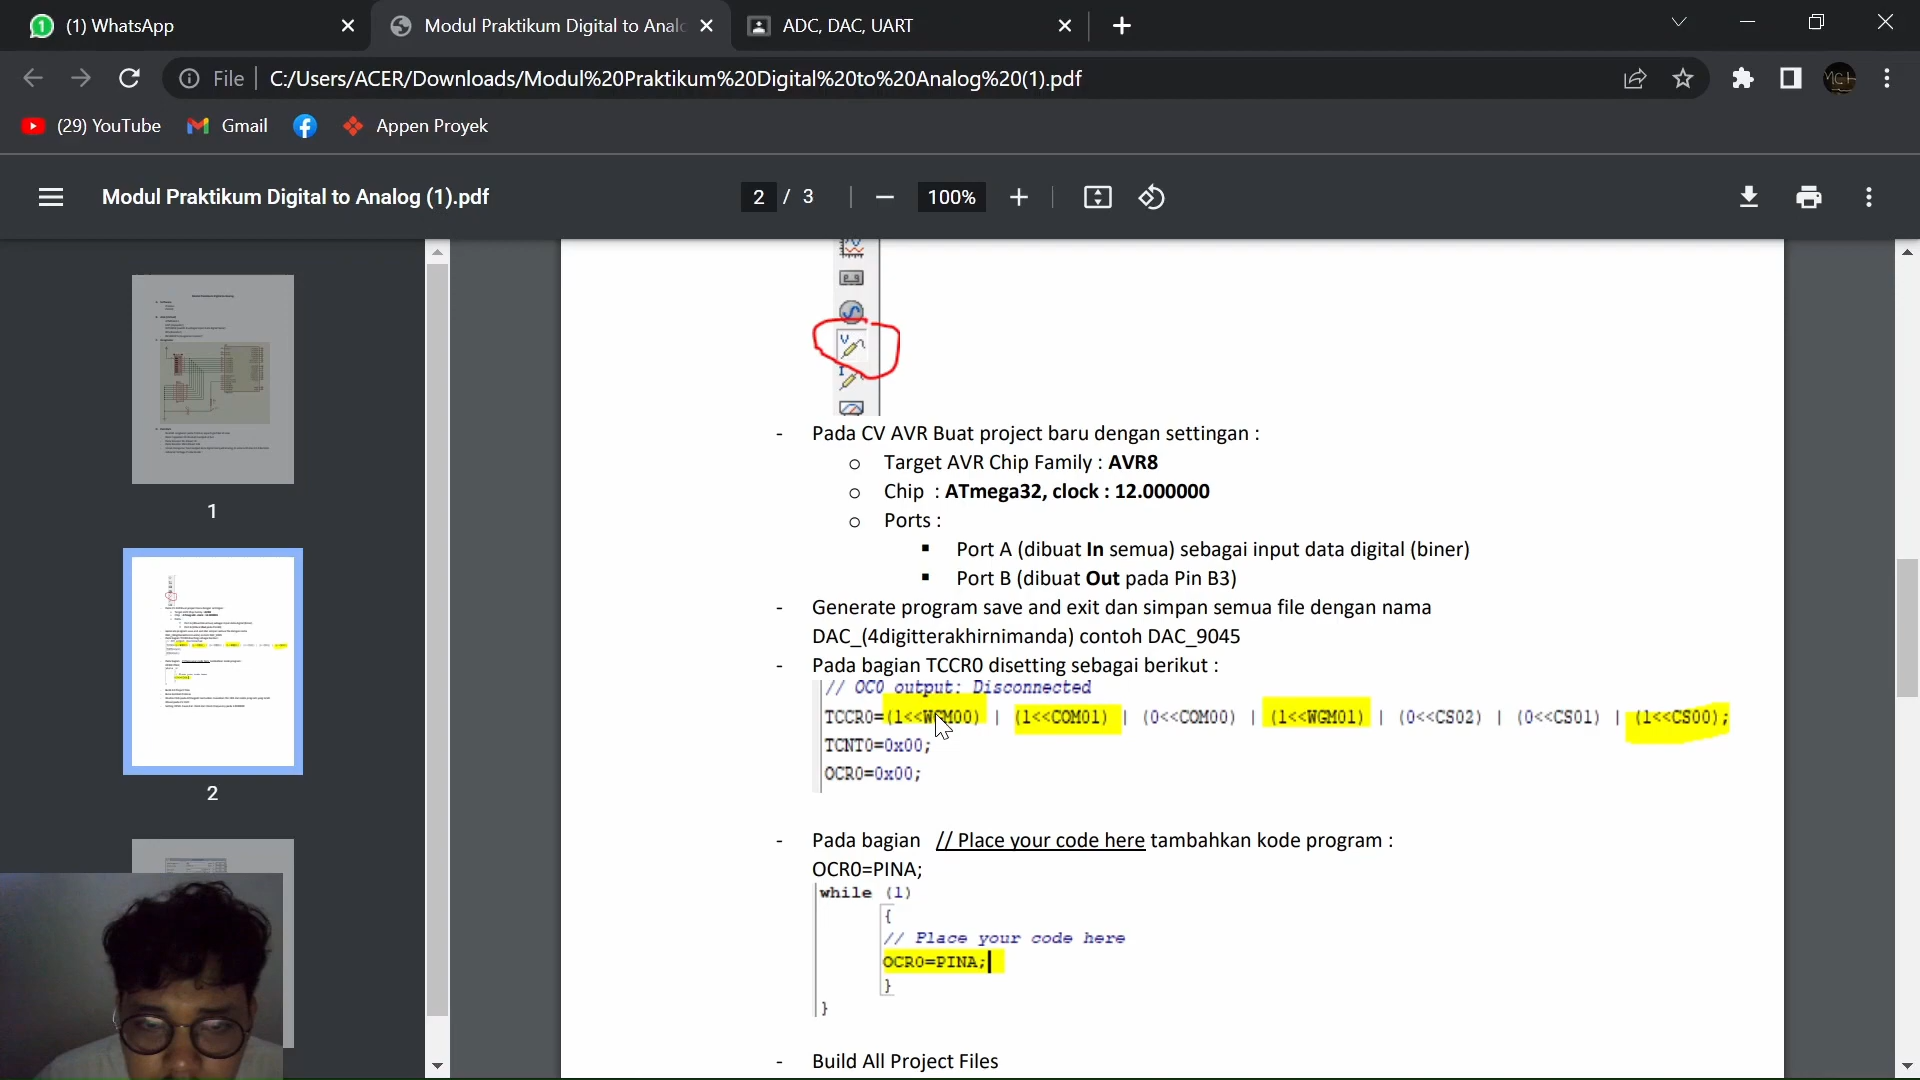 (1) WhatsApp
Modul Praktikum Digital to Anal
ADC, DAC, UART
File
C:/Users/ACER/Downloads/Modul%20Praktikum%20Digital%20to%20Analog%20(1).pdf
(29) YouTube
Gmail
Appen Proyek
Modul Praktikum Digital to Analog (1).pdf
2 / 3
100%
1
2
- Pada CV AVR Buat project baru dengan settingan :
o Target AVR Chip Family : AVR8
o Chip : ATmega32, clock : 12.000000
o Ports :
▪ Port A (dibuat In semua) sebagai input data digital (biner)
▪ Port B (dibuat Out pada Pin B3)
- Generate program save and exit dan simpan semua file dengan nama
DAC_(4digitterakhirnimanda) contoh DAC_9045
- Pada bagian TCCR0 disetting sebagai berikut :
// OC0 output: Disconnected
TCCR0=(1<<WGM00) | (1<<COM01) | (0<<COM00) | (1<<WGM01) | (0<<CS02) | (0<<CS01) | (1<<CS00);
TCNT0=0x00;
OCR0=0x00;
- Pada bagian // Place your code here tambahkan kode program :
OCR0=PINA;
while (1)
{
// Place your code here
OCR0=PINA;
}
}
- Build All Project Files